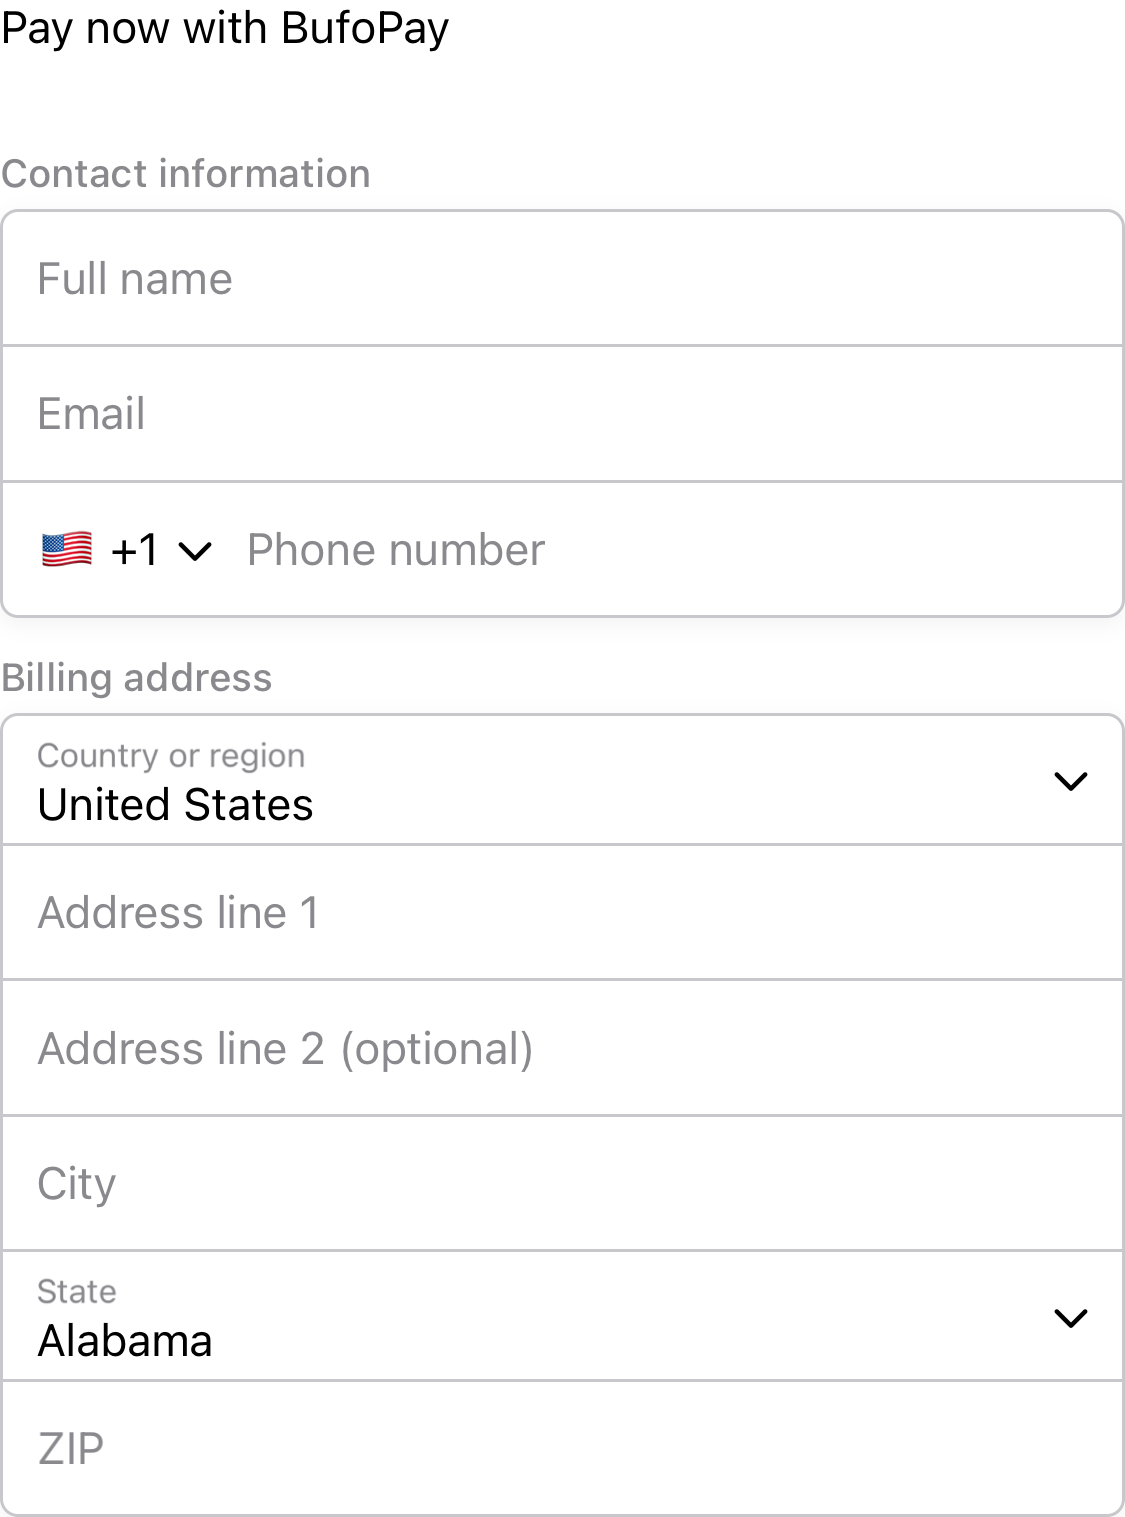 Pay now with BufoPay
Contact information
Full name
Email
+1 Phone number
Billing address
Country or region
United States
Address line 1
Address line 2 (optional)
City
State
Alabama
ZIP